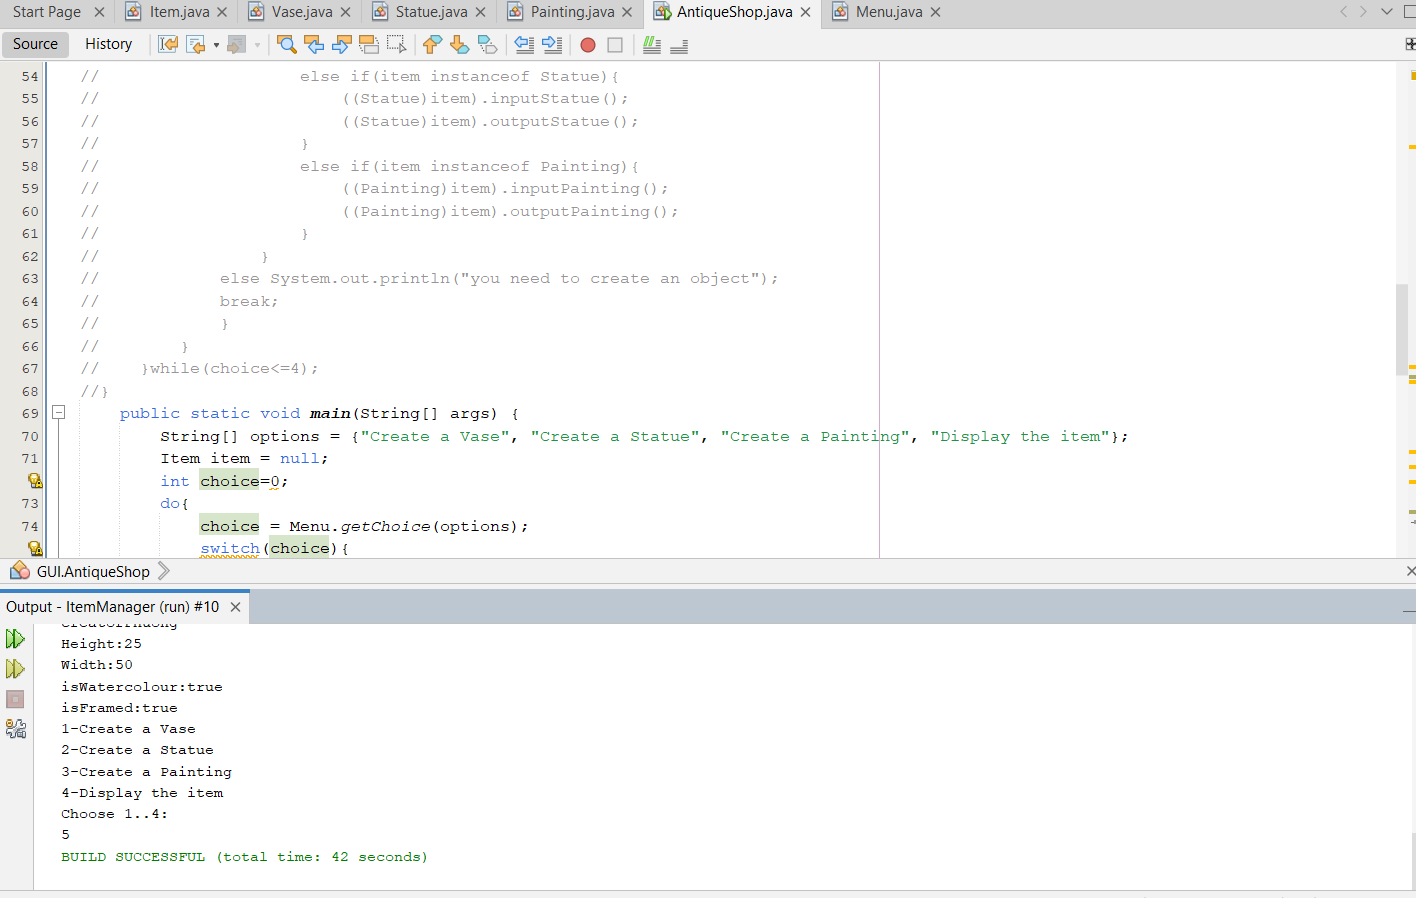 Start Page Item.java Vase.java Statue.java Painting.java AntiqueShop.java Menu.java
Source History
54 // else if(item instanceof Statue){
55 // ((Statue)item).inputStatue();
56 // ((Statue)item).outputStatue();
57 // }
58 // else if(item instanceof Painting){
59 // ((Painting)item).inputPainting();
60 // ((Painting)item).outputPainting();
61 // }
62 // }
63 // else System.out.println("you need to create an object");
64 // break;
65 // }
66 // }
67 // }while(choice<=4);
68 //}
69 public static void main(String[] args) {
70 String[] options = {"Create a Vase", "Create a Statue", "Create a Painting", "Display the item"};
71 Item item = null;
int choice=0;
73 do{
74 choice = Menu.getChoice(options);
switch(choice){
GUI.AntiqueShop
Output - ItemManager (run) #10
Height:25
Width:50
isWatercolour:true
isFramed:true
1-Create a Vase
2-Create a Statue
3-Create a Painting
4-Display the item
Choose 1..4:
5
BUILD SUCCESSFUL (total time: 42 seconds)